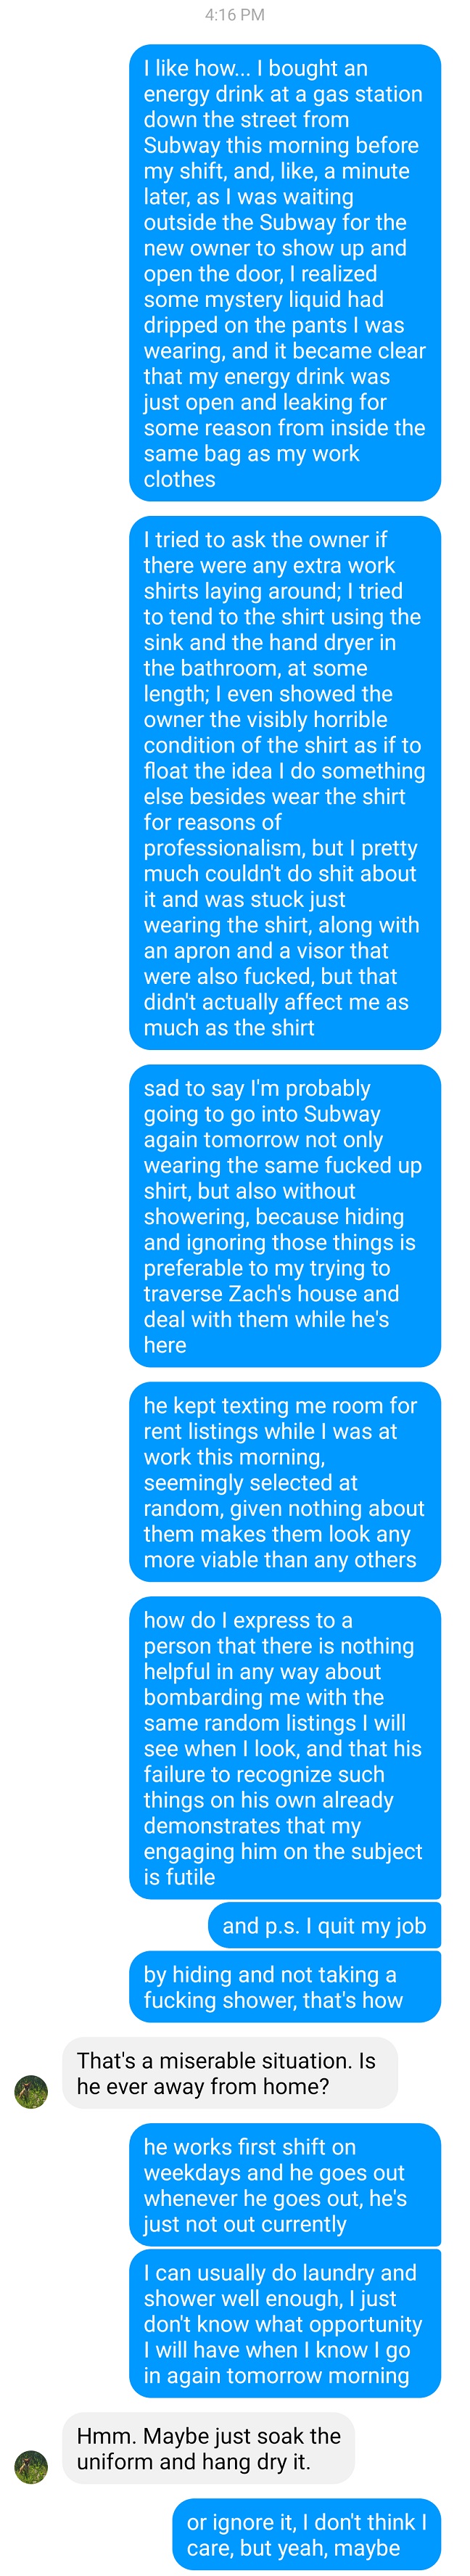 4:16 PM
I like how... I bought an
energy drink at a gas station
down the street from
Subway this morning before
my shift, and, like, a minute
later, as I was waiting
outside the Subway for the
new owner to show up and
open the door, I realized
some mystery liquid had
dripped on the pants I was
wearing, and it became clear
that my energy drink was
just open and leaking for
some reason from inside the
same bag as my work
clothes
I tried to ask the owner if
there were any extra work
shirts laying around; I tried
to tend to the shirt using the
sink and the hand dryer in
the bathroom, at some
length; I even showed the
owner the visibly horrible
condition of the shirt as if to
float the idea I do something
else besides wear the shirt
for reasons of
professionalism, but I pretty
much couldn't do shit about
it and was stuck just
wearing the shirt, along with
an apron and a visor that
were also fucked, but that
didn't actually affect me as
much as the shirt
sad to say I'm probably
going to go into Subway
again tomorrow not only
wearing the same fucked up
shirt, but also without
showering, because hiding
and ignoring those things is
preferable to my trying to
traverse Zach's house and
deal with them while he's
here
he kept texting me room for
rent listings while I was at
work this morning,
seemingly selected at
random, given nothing about
them makes them look any
more viable than any others
how do I express to a
person that there is nothing
helpful in any way about
bombarding me with the
same random listings I will
see when I look, and that his
failure to recognize such
things on his own already
demonstrates that my
engaging him on the subject
is futile
and p.s. I quit my job
by hiding and not taking a
fucking shower, that's how
That's a miserable situation. Is
he ever away from home?
he works first shift on
weekdays and he goes out
whenever he goes out, he's
just not out currently
I can usually do laundry and
shower well enough, I just
don't know what opportunity
I will have when I know I go
in again tomorrow morning
Hmm. Maybe just soak the
uniform and hang dry it.
or ignore it, I don't think I
care, but yeah, maybe